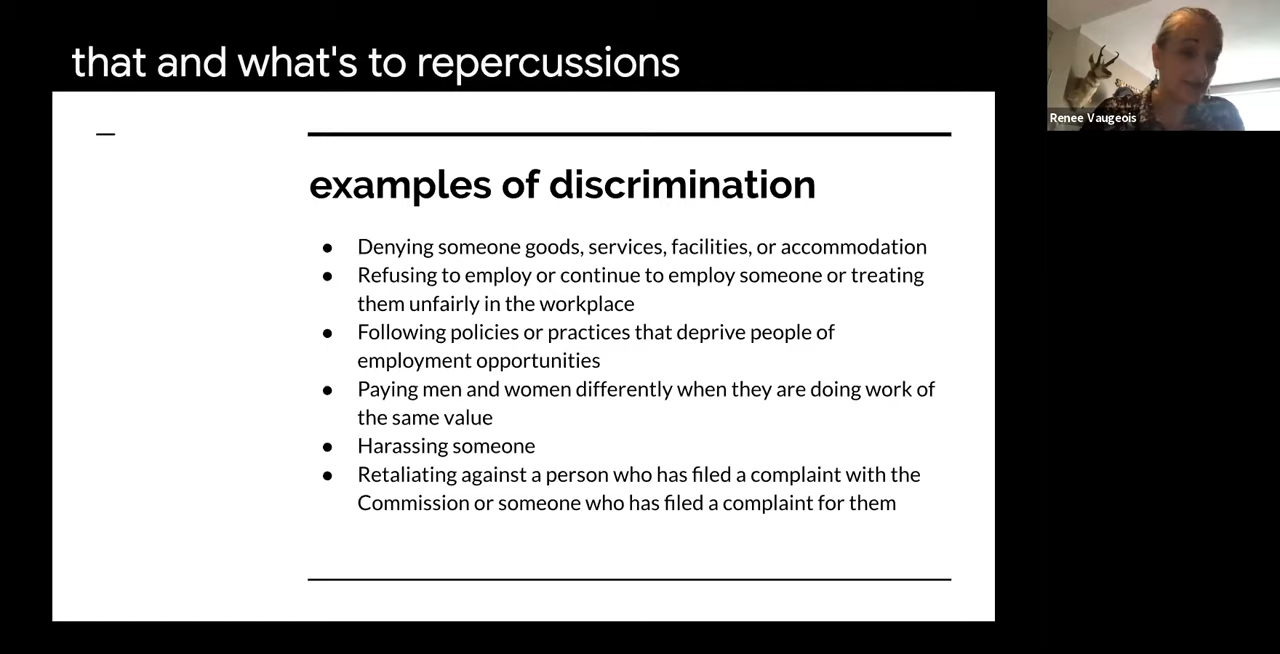 that and what's to repercussions
Renee Vaugeois
examples of discrimination
● Denying someone goods, services, facilities, or accommodation
● Refusing to employ or continue to employ someone or treating
them unfairly in the workplace
● Following policies or practices that deprive people of
employment opportunities
● Paying men and women differently when they are doing work of
the same value
● Harassing someone
● Retaliating against a person who has filed a complaint with the
Commission or someone who has filed a complaint for them